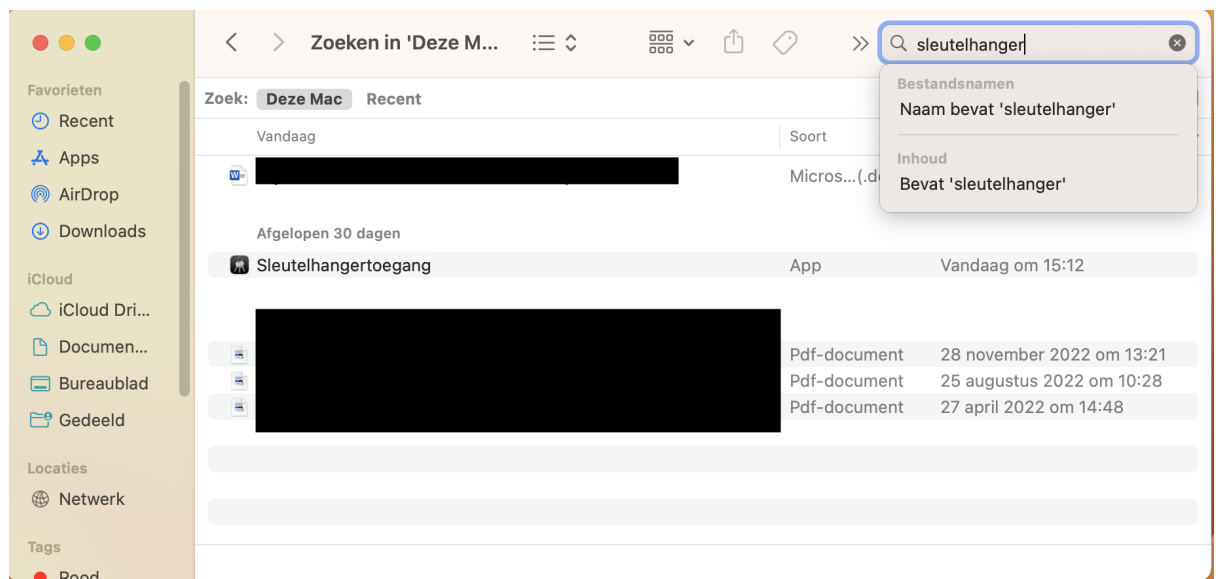 Zoeken in 'Deze M...
sleutelhanger
Bestandsnamen
Naam bevat 'sleutelhanger'
Inhoud
Bevat 'sleutelhanger'
Favorieten
Recent
Apps
AirDrop
Downloads
iCloud
iCloud Dri...
Documen...
Bureaublad
Gedeeld
Locaties
Netwerk
Tags
Rood
Zoek: Deze Mac Recent
Vandaag Soort
Micros...(.d
Afgelopen 30 dagen
Sleutelhangertoegang App Vandaag om 15:12
Pdf-document 28 november 2022 om 13:21
Pdf-document 25 augustus 2022 om 10:28
Pdf-document 27 april 2022 om 14:48